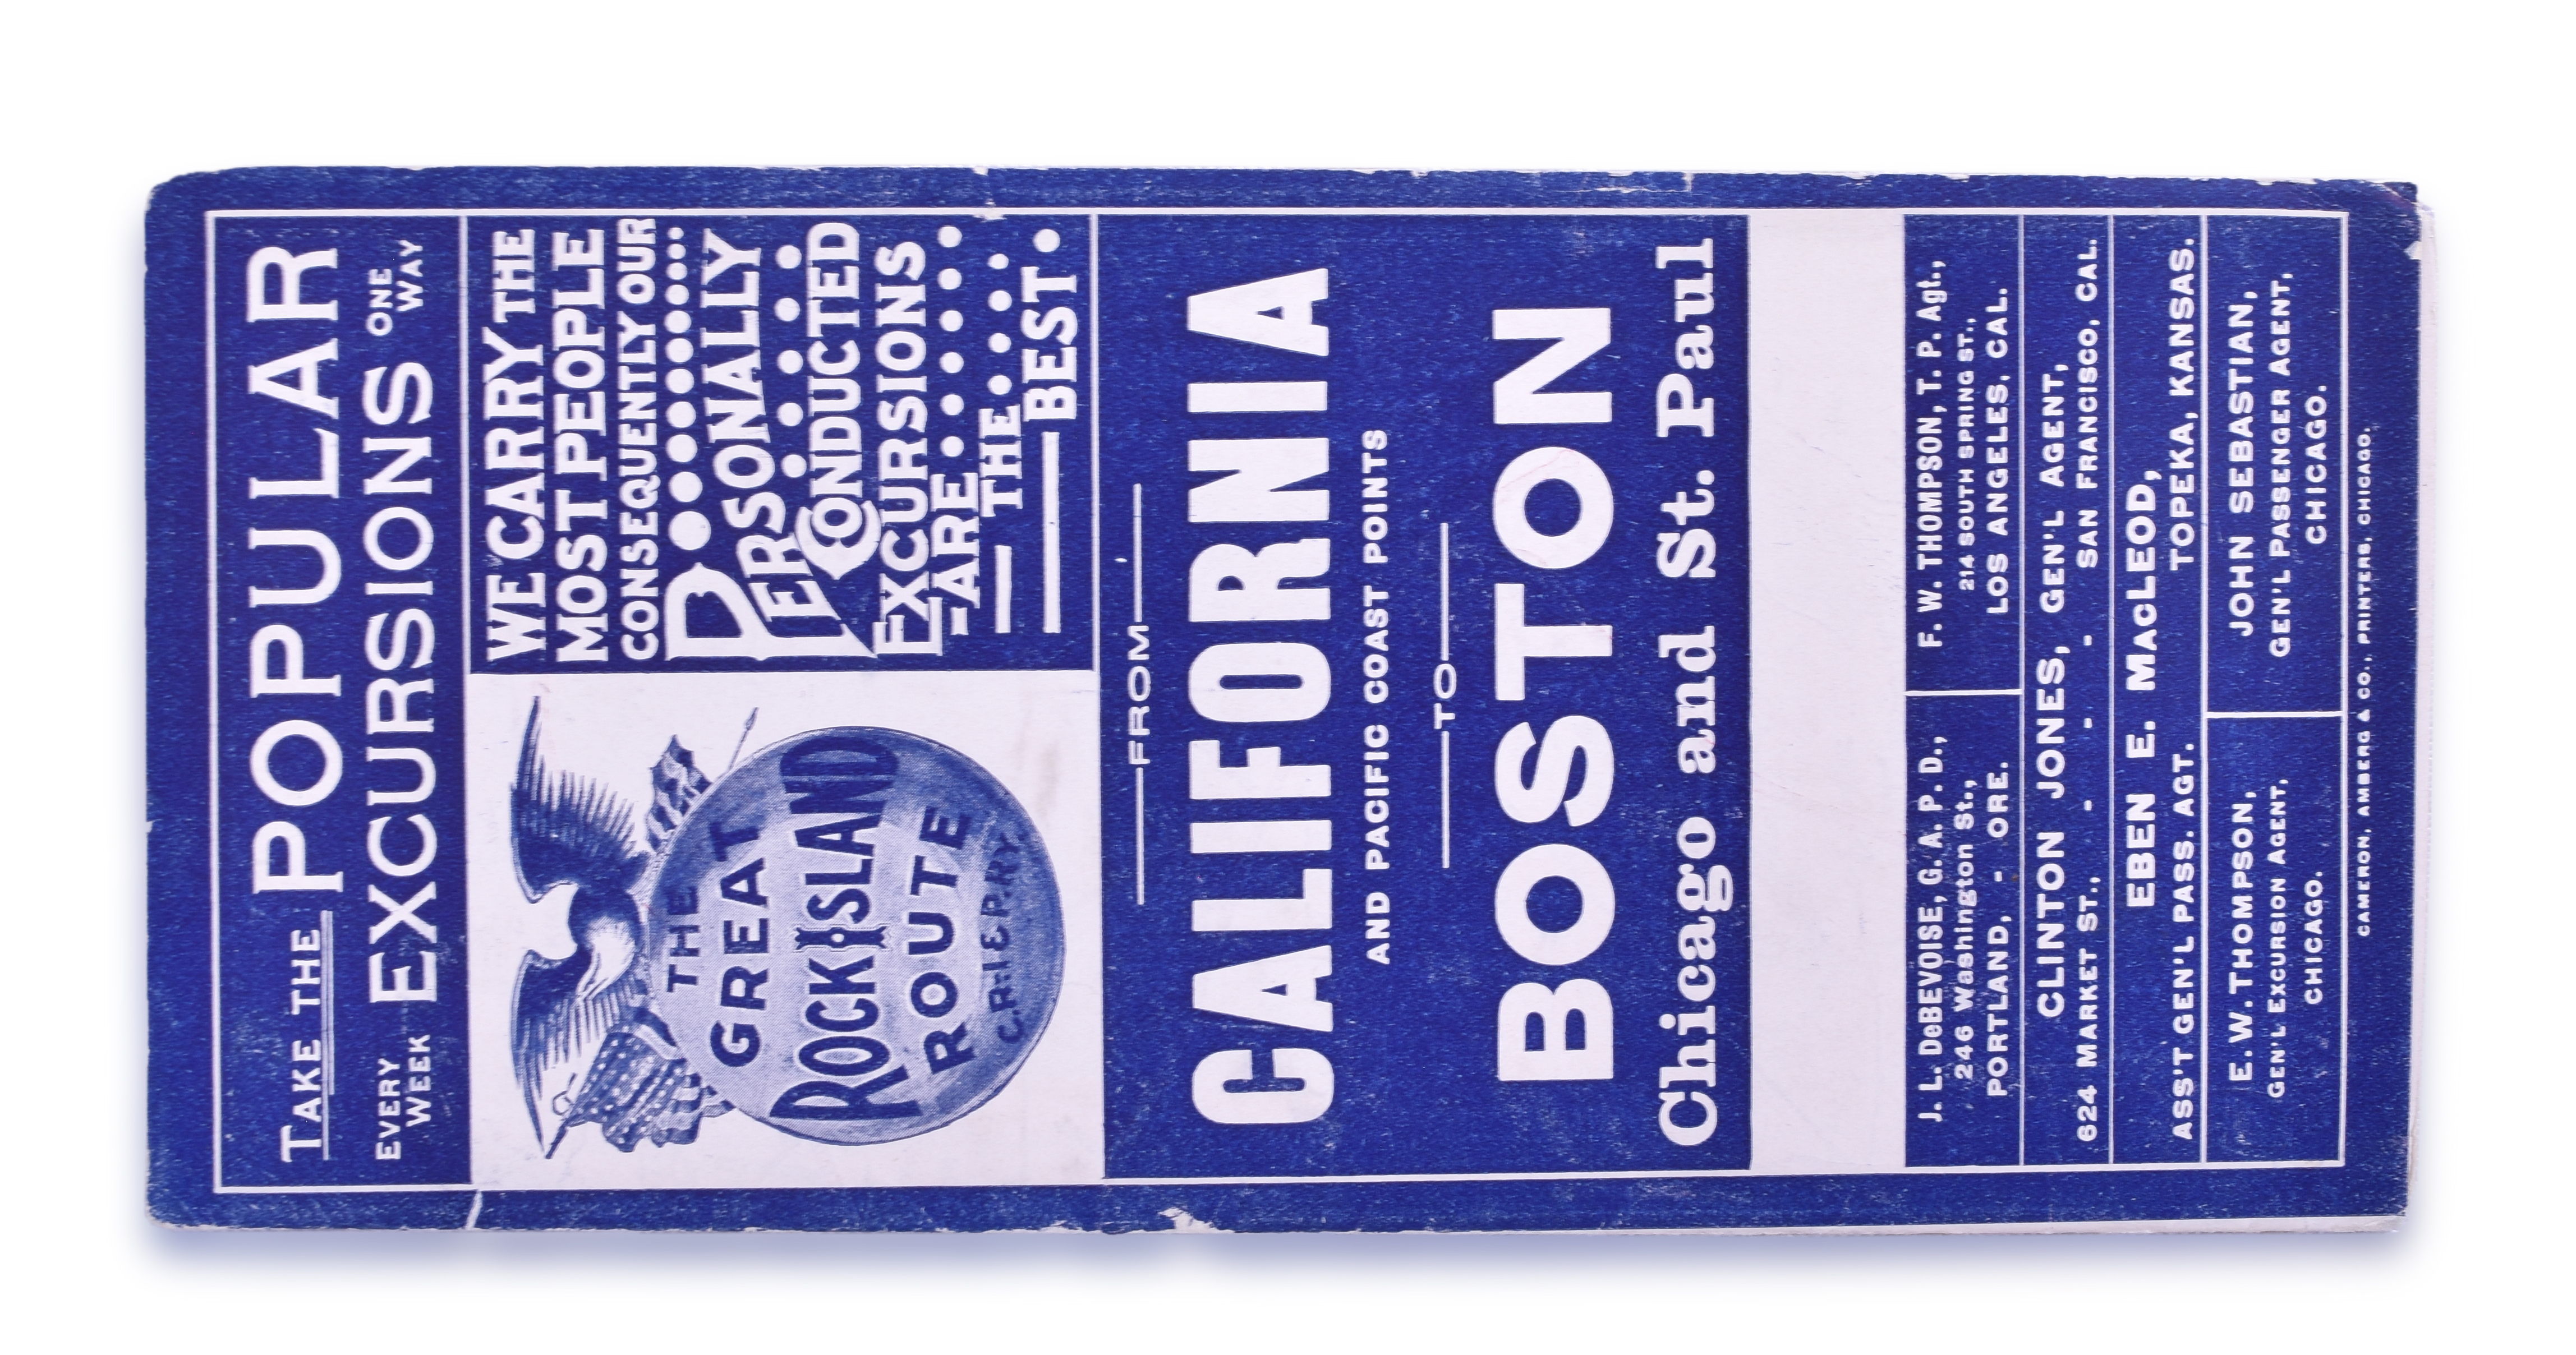 TAKE THE POPULAR
EVERY WEEK EXCURSIONS ONE WAY
THE
GREAT
ROCK ISLAND
ROUTE
C.R.I. & P. RY.
WE CARRY THE
MOST PEOPLE
CONSEQUENTLY OUR
PERSONALLY
CONDUCTED
EXCURSIONS
ARE
THE
BEST.
FROM
CALIFORNIA
AND PACIFIC COAST POINTS
TO
BOSTON
Chicago and St. Paul
J. L. DeBEVOISE, G. A. P. D.,
246 Washington St.,
PORTLAND, - ORE.
F. W. THOMPSON, T. P. Agt.,
214 SOUTH SPRING ST.,
LOS ANGELES, CAL.
CLINTON JONES, GEN'L AGENT,
624 MARKET ST., - - - SAN FRANCISCO, CAL.
EBEN E. MacLEOD,
ASS'T GEN'L PASS. AGT. TOPEKA, KANSAS.
E. W. THOMPSON,
GEN'L EXCURSION AGENT,
CHICAGO.
JOHN SEBASTIAN,
GEN'L PASSENGER AGENT,
CHICAGO.
CAMERON, AMBERG & CO., PRINTERS, CHICAGO.